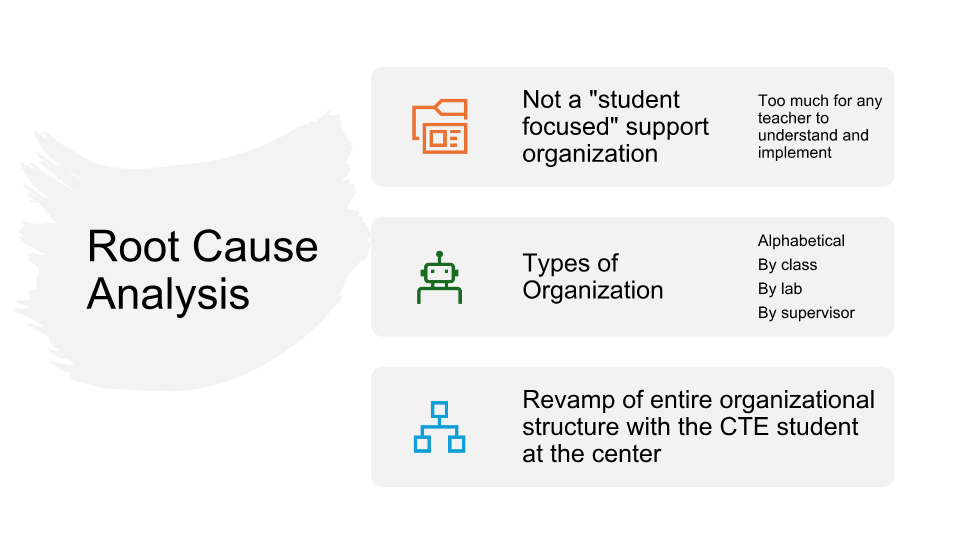 Root Cause
Analysis
Not a "student
focused" support
organization
Too much for any
teacher to
understand and
implement
Types of
Organization
Alphabetical
By class
By lab
By supervisor
Revamp of entire organizational
structure with the CTE student
at the center